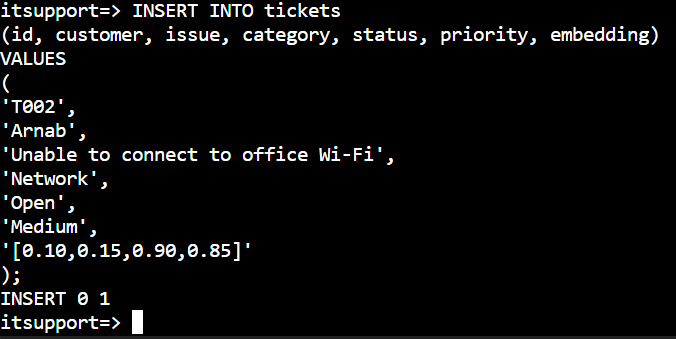 itsupport=> INSERT INTO tickets
(id, customer, issue, category, status, priority, embedding)
VALUES
(
'T002',
'Arnab',
'Unable to connect to office Wi-Fi',
'Network',
'Open',
'Medium',
'[0.10,0.15,0.90,0.85]'
);
INSERT 0 1
itsupport=>